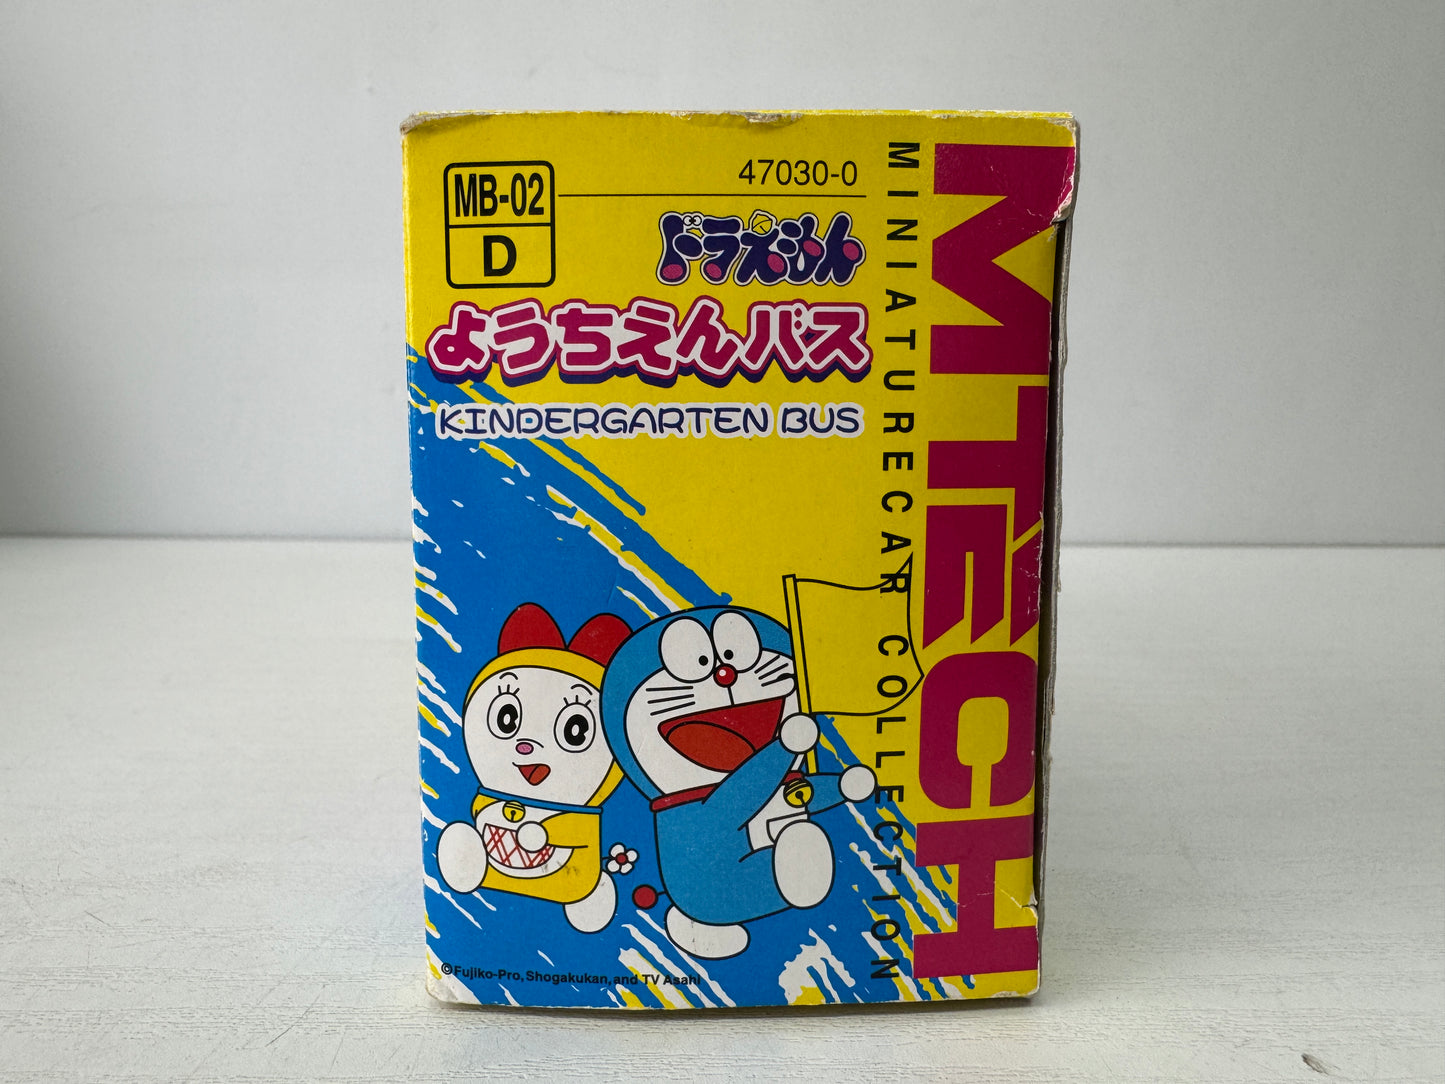 MB-02
D
47030-0
ドラえもん
ようちえんバス
KINDERGARTEN BUS
MINIATURECAR COLLECTION
MTECH
©Fujiko-Pro, Shogakukan, and TV Asahi